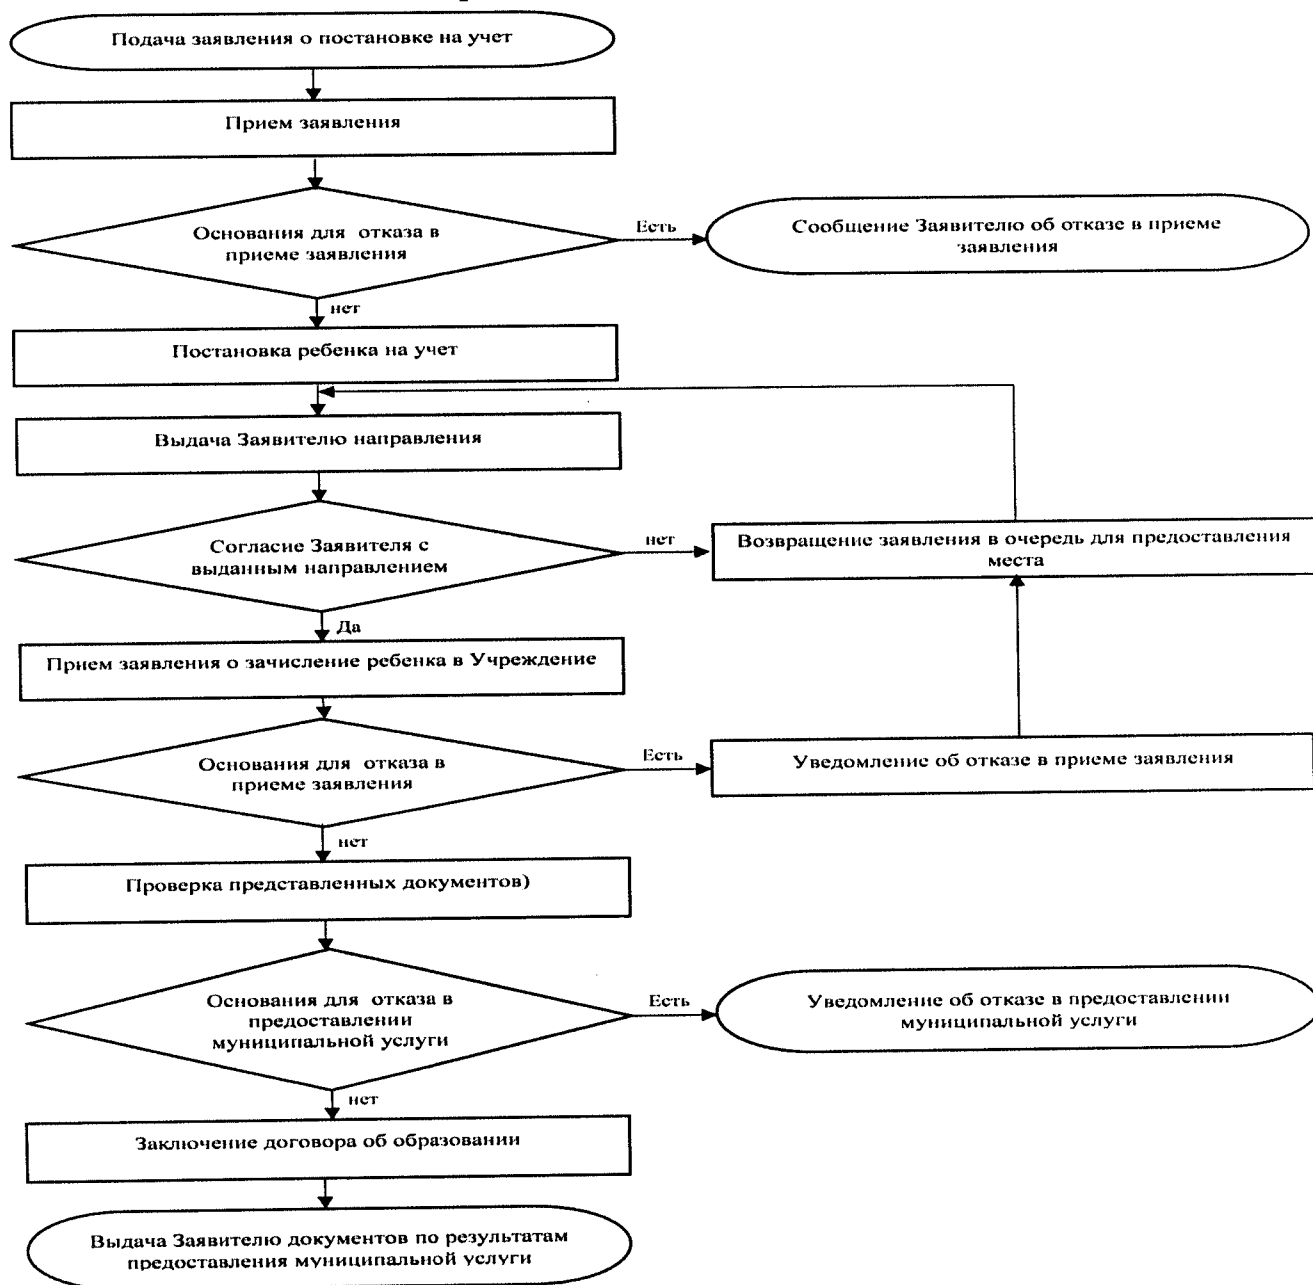 Подача заявления о постановке на учет
Прием заявления
Основания для отказа в
приеме заявления
Есть
Сообщение Заявителю об отказе в приеме
заявления
нет
Постановка ребенка на учет
Выдача Заявителю направления
Согласие Заявителя с
выданным направлением
нет
Возвращение заявления в очередь для предоставления
места
Да
Прием заявления о зачисление ребенка в Учреждение
Основания для отказа в
приеме заявления
Есть
Уведомление об отказе в приеме заявления
нет
Проверка представленных документов)
Основания для отказа в
предоставлении
муниципальной услуги
Есть
Уведомление об отказе в предоставлении
муниципальной услуги
нет
Заключение договора об образовании
Выдача Заявителю документов по результатам
предоставления муниципальной услуги